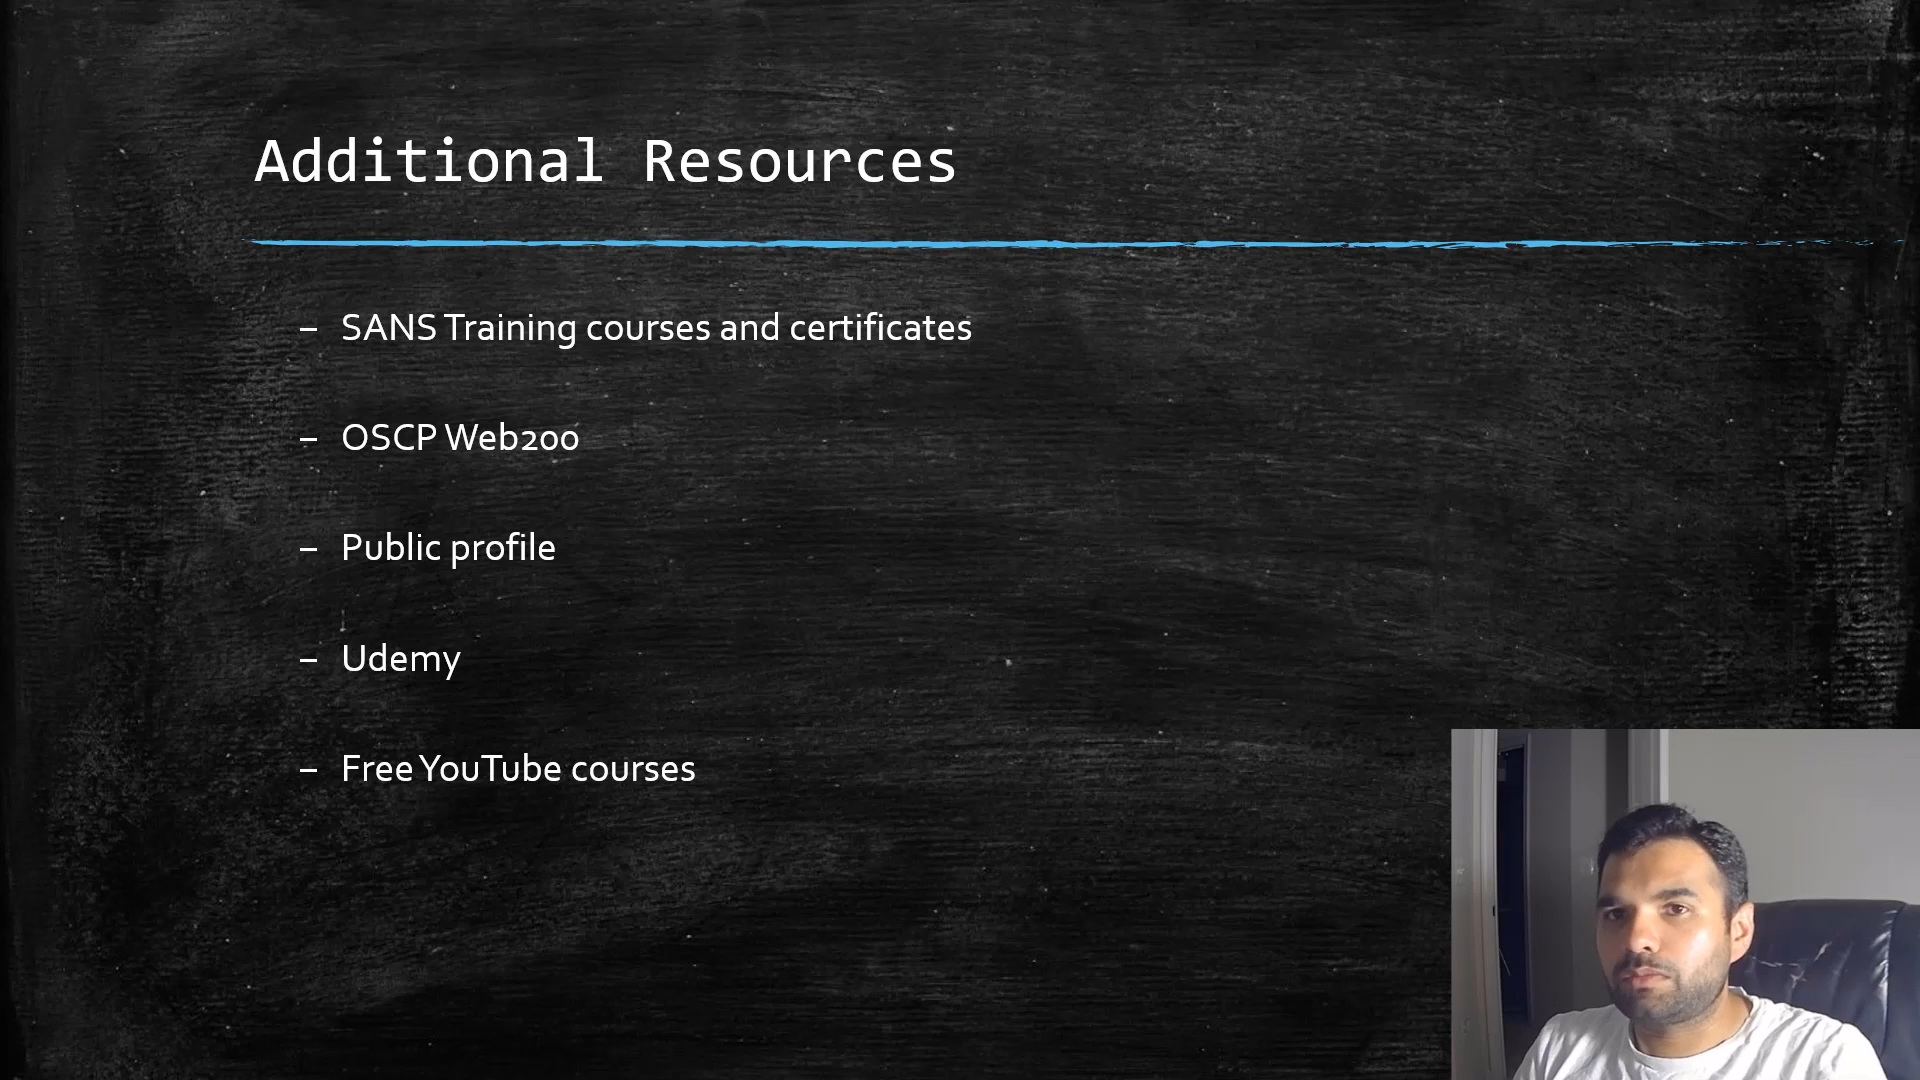 Additional Resources
– SANS Training courses and certificates
– OSCP Web200
– Public profile
– Udemy
– Free YouTube courses